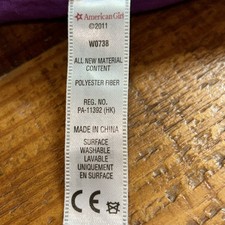 American Girl
©2011
W0738
ALL NEW MATERIAL
CONTENT
POLYESTER FIBER
REG. NO.
PA-11392 (HK)
MADE IN CHINA
SURFACE
WASHABLE
LAVABLE
UNIQUEMENT
EN SURFACE
CE